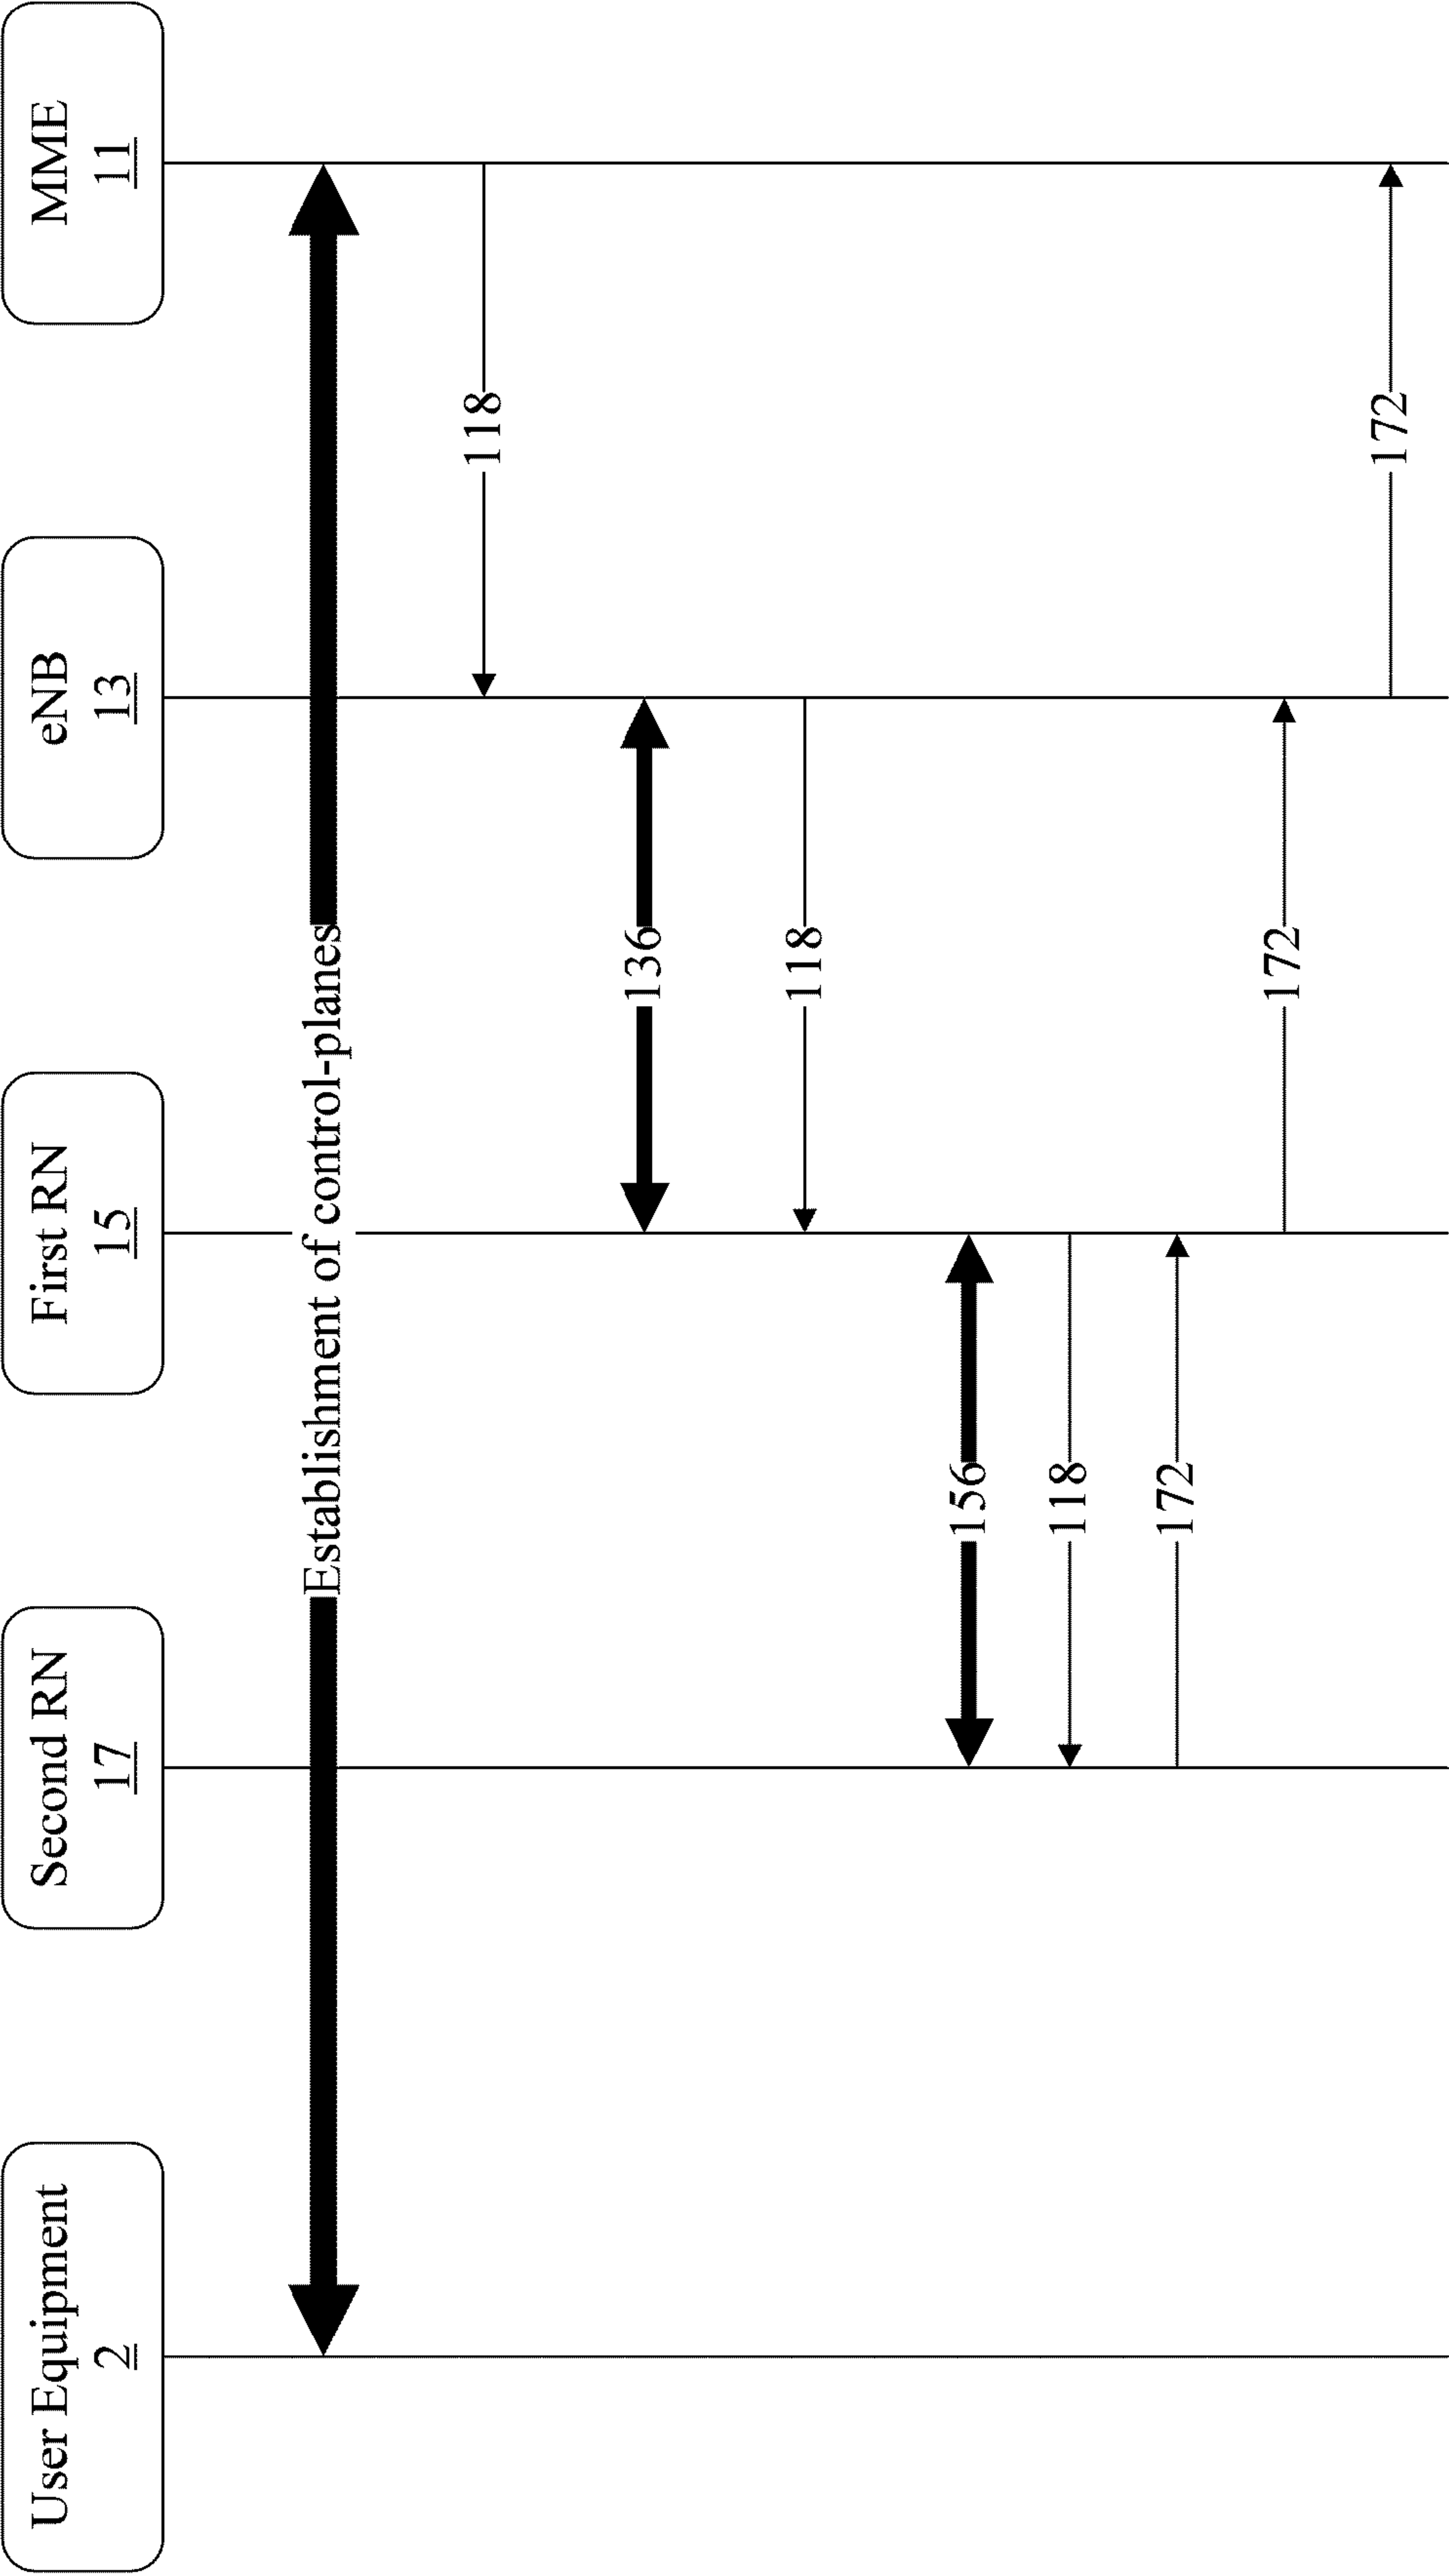 User Equipment
2
Second RN
17
First RN
15
eNB
13
MME
11
Establishment of control-planes
118
136
118
156
118
172
172
172